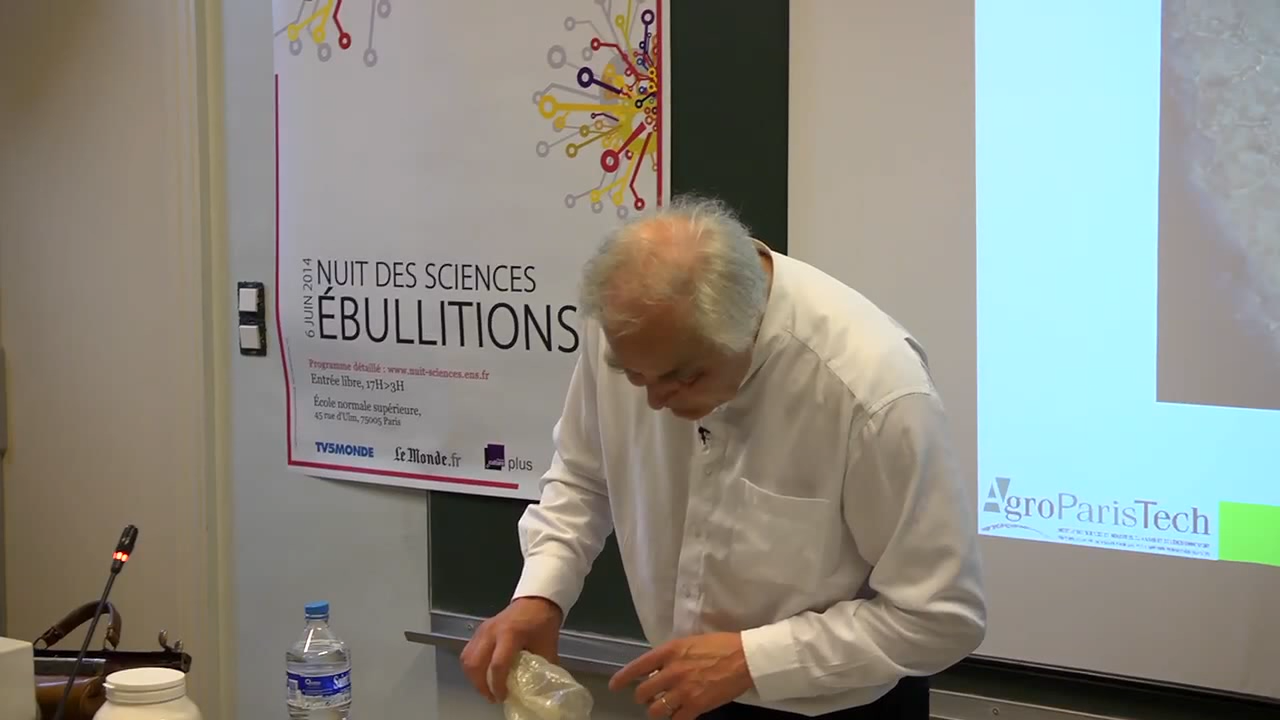 6 JUIN 2014
NUIT DES SCIENCES
ÉBULLITIONS
Programme détaillé : www.nuit-sciences.ens.fr
Entrée libre, 17H>3H
École normale supérieure,
45 rue d'Ulm, 75005 Paris
TV5MONDE
Le Monde.fr
culture
plus
AgroParisTech